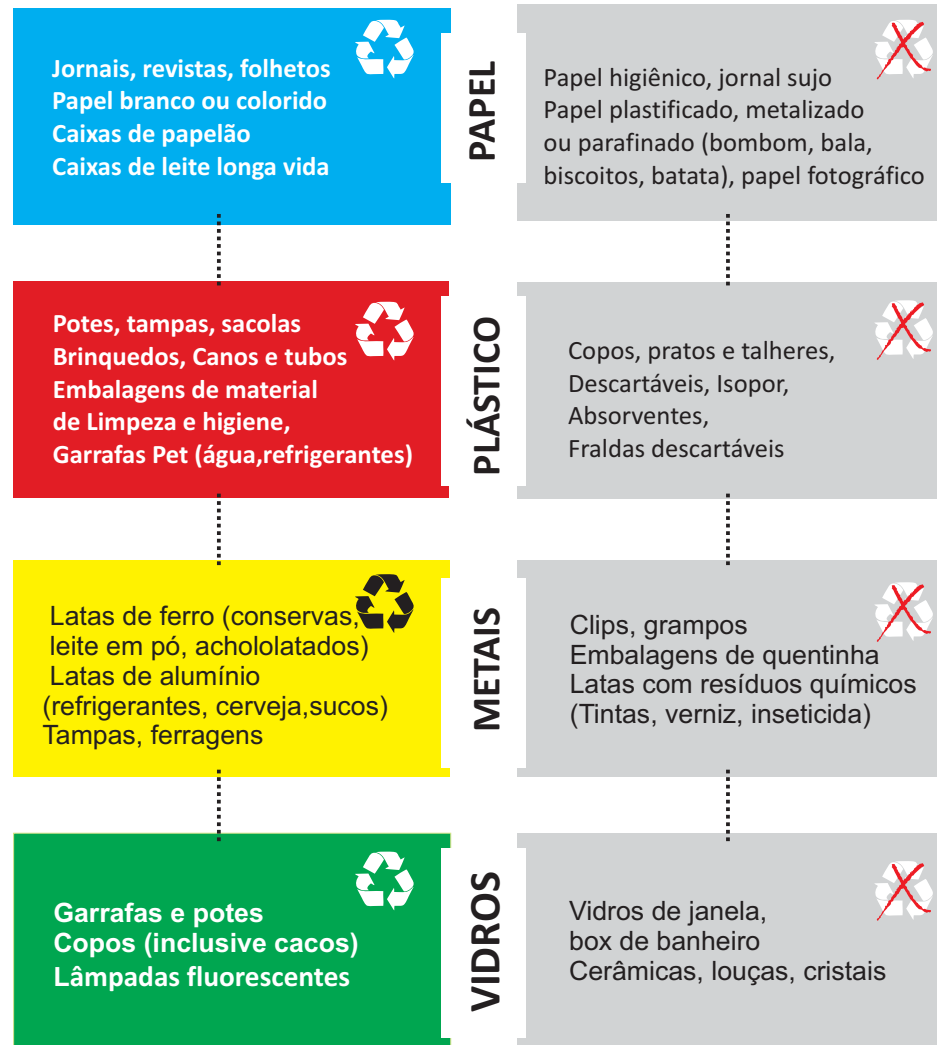 Jornais, revistas, folhetos
Papel branco ou colorido
Caixas de papelão
Caixas de leite longa vida
PAPEL
Papel higiênico, jornal sujo
Papel plastificado, metalizado
ou parafinado (bombom, bala,
biscoitos, batata), papel fotográfico
Potes, tampas, sacolas
Brinquedos, Canos e tubos
Embalagens de material
de Limpeza e higiene,
Garrafas Pet (água,refrigerantes)
PLÁSTICO
Copos, pratos e talheres,
Descartáveis, Isopor,
Absorventes,
Fraldas descartáveis
Latas de ferro (conservas,
leite em pó, achololatados)
Latas de alumínio
(refrigerantes, cerveja,sucos)
Tampas, ferragens
METAIS
Clips, grampos
Embalagens de quentinha
Latas com resíduos químicos
(Tintas, verniz, inseticida)
Garrafas e potes
Copos (inclusive cacos)
Lâmpadas fluorescentes
VIDROS
Vidros de janela,
box de banheiro
Cerâmicas, louças, cristais